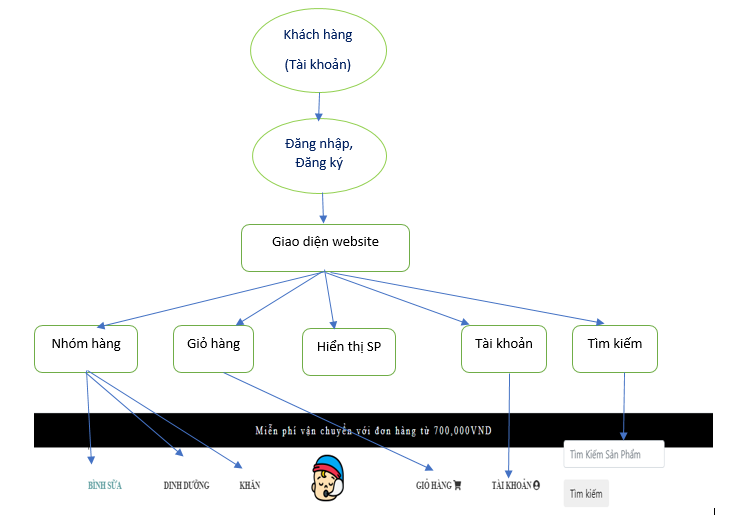 Khách hàng
(Tài khoản)
Đăng nhập,
Đăng ký
Giao diện website
Nhóm hàng
Giỏ hàng
Hiển thị SP
Tài khoản
Tìm kiếm
Miễn phí vận chuyển với đơn hàng từ 700,000VND
Tìm Kiếm Sản Phẩm
BÌNH SỮA
DINH DƯỠNG
KHĂN
GIỎ HÀNG
TÀI KHOẢN
Tìm kiếm